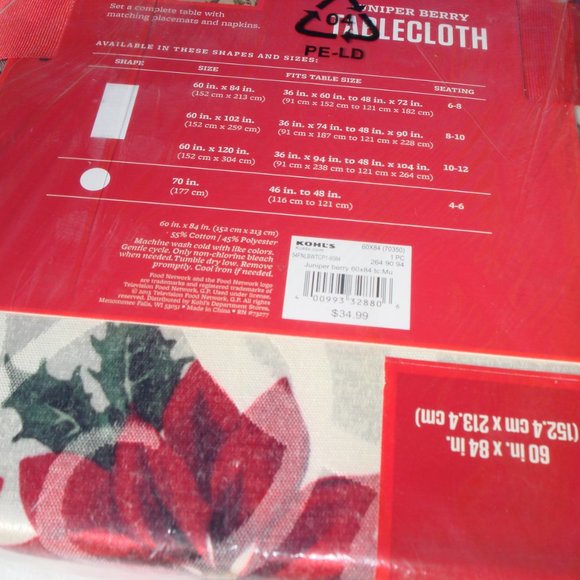 Set a complete table with
matching placemats and napkins.
04
PE-LD
JUNIPER BERRY
TABLECLOTH
AVAILABLE IN THESE SHAPES AND SIZES:
SHAPE SIZE FITS TABLE SIZE SEATING
60 in. x 84 in. 36 in. x 60 in. to 48 in. x 72 in. 6-8
(152 cm x 213 cm) (91 cm x 152 cm to 121 cm x 182 cm)
60 in. x 102 in. 36 in. x 74 in. to 48 in. x 90 in. 8-10
(152 cm x 259 cm) (91 cm x 187 cm to 121 cm x 228 cm)
60 in. x 120 in. 36 in. x 94 in. to 48 in. x 104 in. 10-12
(152 cm x 304 cm) (91 cm x 238 cm to 121 cm x 264 cm)
70 in. 46 in. to 48 in. 4-6
(177 cm) (116 cm to 121 cm)
60 in. x 84 in. (152 cm x 213 cm)
55% Cotton / 45% Polyester
Machine wash cold with like colors.
Gentle cycle. Only non-chlorine bleach
when needed. Tumble dry low. Remove
promptly. Cool iron if needed.
Food Network and the Food Network logo
are trademarks and registered trademarks of
Television Food Network, G.P. Used under license.
© 2015 Television Food Network, G.P. All rights
reserved. Distributed by Kohl's Department Stores,
Menomonee Falls, WI 53051 • Made in China • RN #73277
KOHL'S 60X84 (70350)
Kohls.com 1 PC
264 90 94
Juniper berry 60x84 tc Mu
4 00993 32880 6
$34.99
60 in. x 84 in.
(152.4 cm x 213.4 cm)